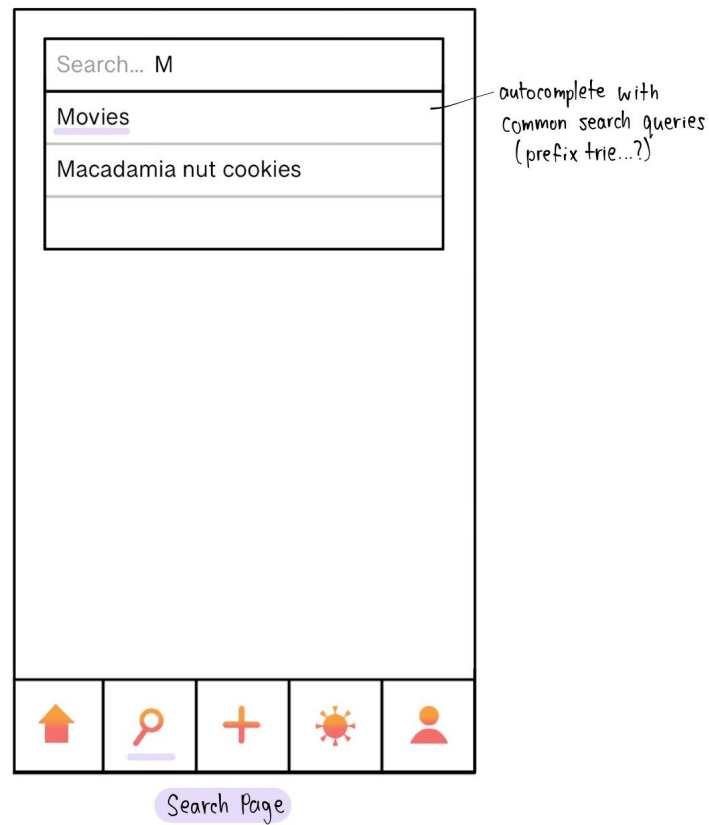 Search... M
Movies
Macadamia nut cookies
autocomplete with
common search queries
(prefix trie...?)
Search Page